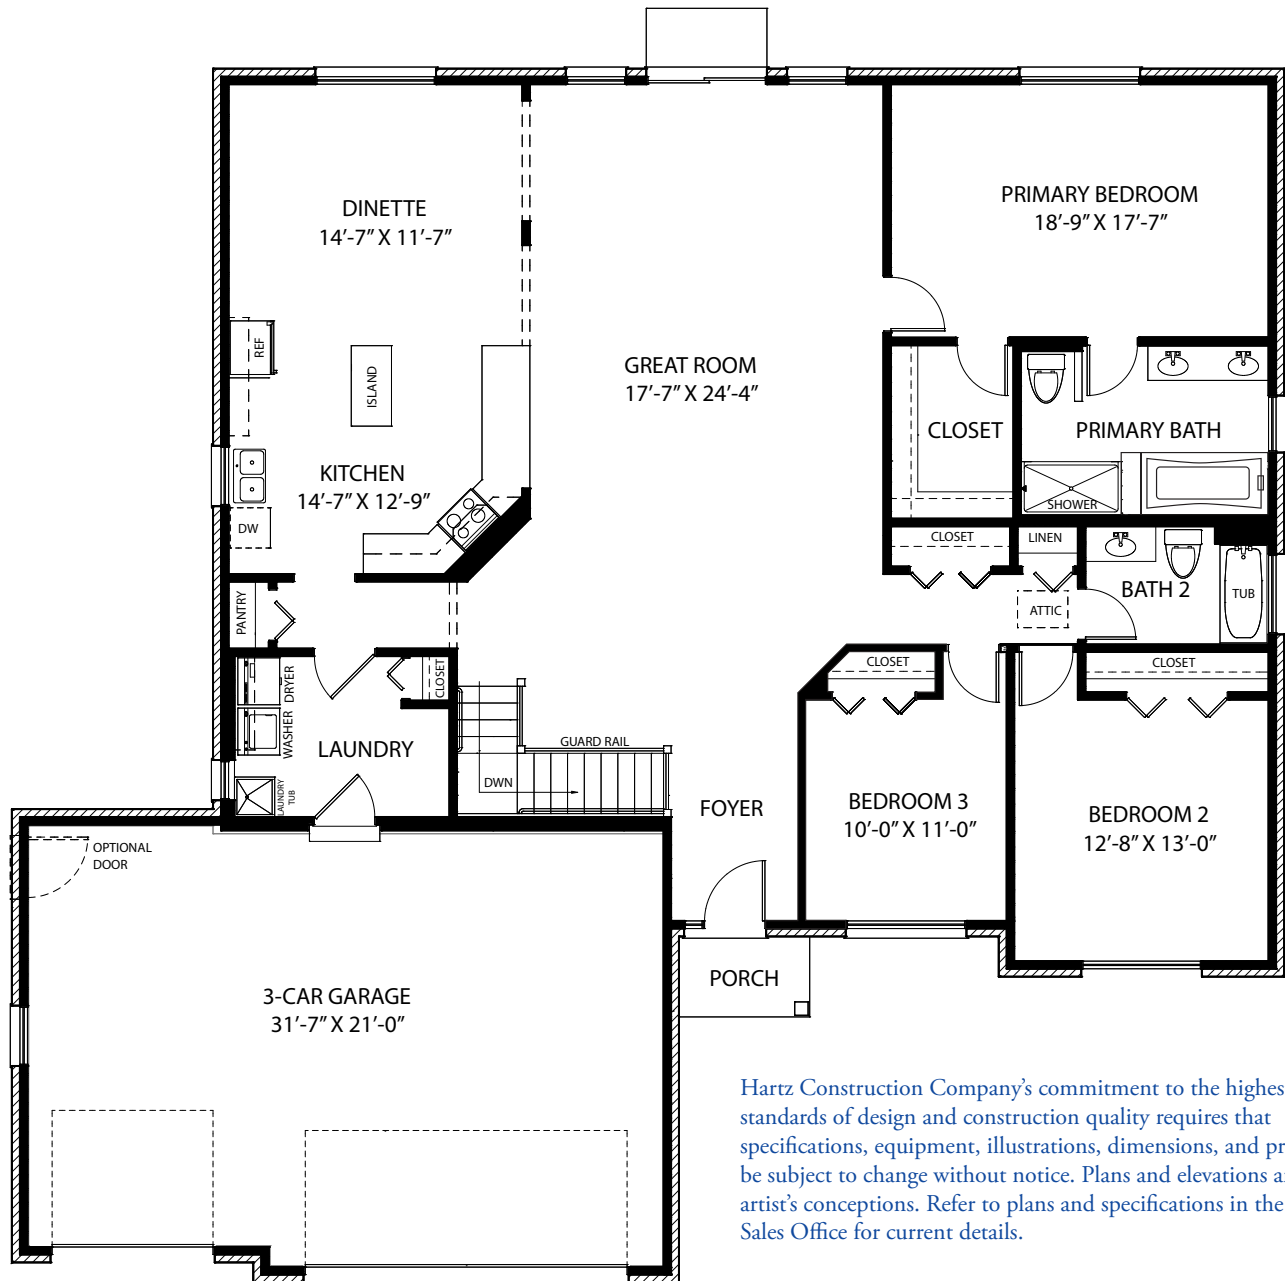 DINETTE
14’-7” X 11’-7”
PRIMARY BEDROOM
18’-9” X 17’-7”
REF
ISLAND
GREAT ROOM
17’-7” X 24’-4”
CLOSET
PRIMARY BATH
KITCHEN
14’-7” X 12’-9”
SHOWER
DW
CLOSET
LINEN
BATH 2
TUB
PANTRY
ATTIC
CLOSET
CLOSET
CLOSET
DRYER
WASHER
LAUNDRY
GUARD RAIL
DWN
LAUNDRY
TUB
FOYER
BEDROOM 3
10’-0” X 11’-0”
BEDROOM 2
12’-8” X 13’-0”
OPTIONAL
DOOR
PORCH
3-CAR GARAGE
31’-7” X 21’-0”
Hartz Construction Company’s commitment to the highes
standards of design and construction quality requires that
specifications, equipment, illustrations, dimensions, and pr
be subject to change without notice. Plans and elevations a
artist’s conceptions. Refer to plans and specifications in the
Sales Office for current details.